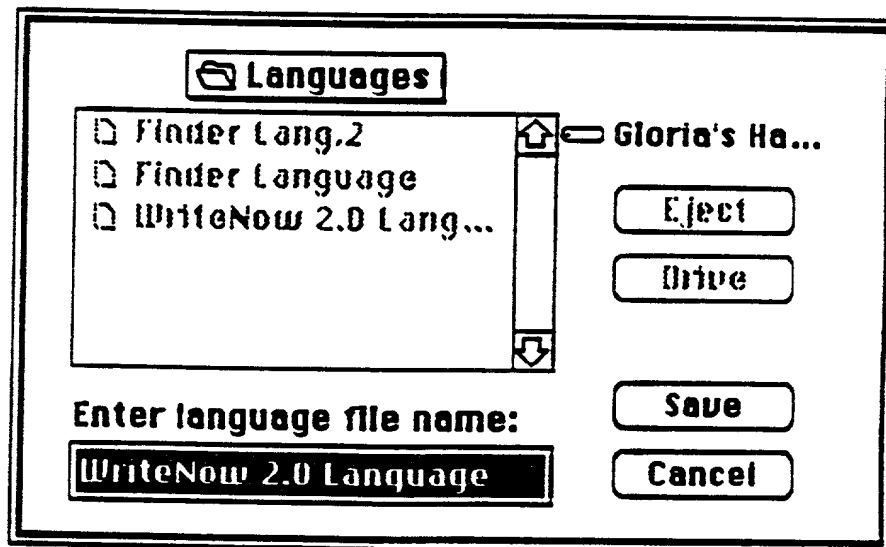 Languages
Finder Lang.2
Finder Language
WriteNow 2.0 Lang...
Gloria's Ha...
Eject
Drive
Enter language file name:
WriteNow 2.0 Language
Save
Cancel